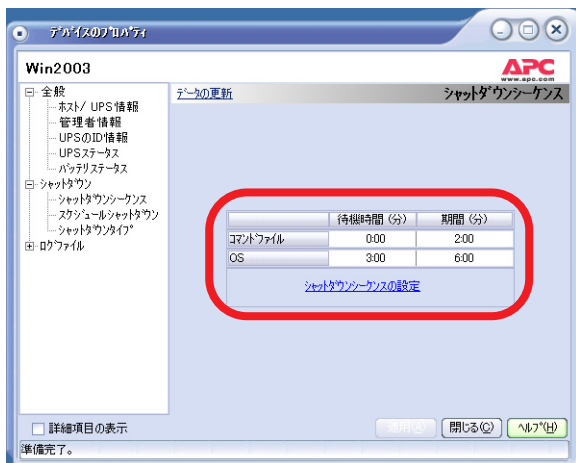 デバイスのプロパティ
Win2003
APC
www.apc.com
全般
ホスト/ UPS情報
管理者情報
UPSのID情報
UPSステータス
バッテリステータス
シャットダウン
シャットダウンシーケンス
スケジュールシャットダウン
シャットダウンタイプ
ログファイル
データの更新
シャットダウンシーケンス
待機時間 (分) 期間 (分)
コマンドファイル 0:00 2:00
OS 3:00 6:00
シャットダウンシーケンスの設定
詳細項目の表示
適用(A) 閉じる(C) ヘルプ(H)
準備完了。